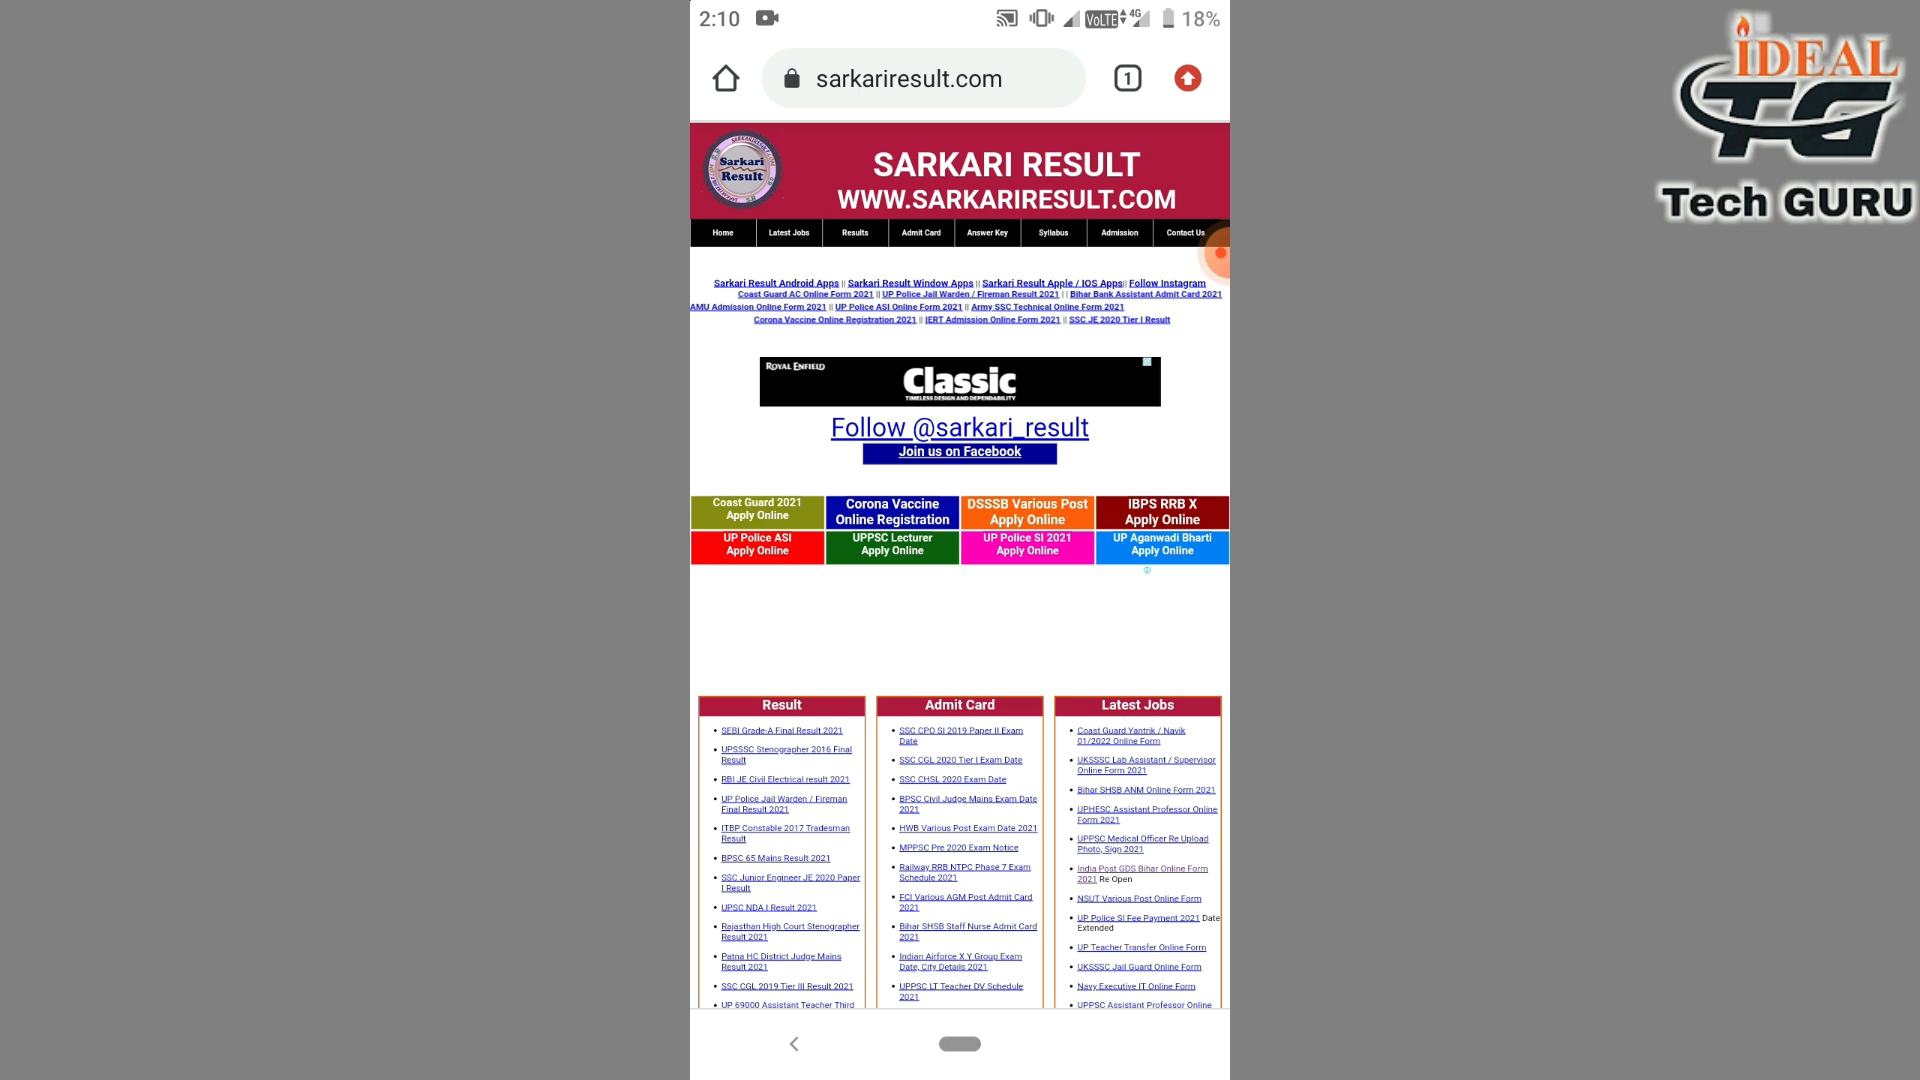 2:10
VoLTE 4G 18%
sarkariresult.com
1
IDEAL
TG
Tech GURU
Sarkari
Result
SARKARI RESULT
WWW.SARKARIRESULT.COM
Home Latest Jobs Results Admit Card Answer Key Syllabus Admission Contact Us
Sarkari Result Android Apps || Sarkari Result Window Apps || Sarkari Result Apple / IOS Apps|| Follow Instagram
Coast Guard AC Online Form 2021 || UP Police Jail Warden / Fireman Result 2021 | | Bihar Bank Assistant Admit Card 2021
AMU Admission Online Form 2021 || UP Police ASI Online Form 2021 || Army SSC Technical Online Form 2021
Corona Vaccine Online Registration 2021 || IERT Admission Online Form 2021 || SSC JE 2020 Tier I Result
ROYAL ENFIELD
Classic
TIMELESS DESIGN AND DEPENDABILITY
Follow @sarkari_result
Join us on Facebook
Coast Guard 2021
Apply Online
Corona Vaccine
Online Registration
DSSSB Various Post
Apply Online
IBPS RRB X
Apply Online
UP Police ASI
Apply Online
UPPSC Lecturer
Apply Online
UP Police SI 2021
Apply Online
UP Aganwadi Bharti
Apply Online
Result
SEBI Grade-A Final Result 2021
UPSSSC Stenographer 2016 Final
Result
RBI JE Civil Electrical result 2021
UP Police Jail Warden / Fireman
Final Result 2021
ITBP Constable 2017 Tradesman
Result
BPSC 65 Mains Result 2021
SSC Junior Engineer JE 2020 Paper
I Result
UPSC NDA I Result 2021
Rajasthan High Court Stenographer
Result 2021
Patna HC District Judge Mains
Result 2021
SSC CGL 2019 Tier III Result 2021
UP 69000 Assistant Teacher Third
Admit Card
SSC CPO SI 2019 Paper II Exam
Date
SSC CGL 2020 Tier I Exam Date
SSC CHSL 2020 Exam Date
BPSC Civil Judge Mains Exam Date
2021
HWB Various Post Exam Date 2021
MPPSC Pre 2020 Exam Notice
Railway RRB NTPC Phase 7 Exam
Schedule 2021
FCI Various AGM Post Admit Card
2021
Bihar SHSB Staff Nurse Admit Card
2021
Indian Airforce X Y Group Exam
Date, City Details 2021
UPPSC LT Teacher DV Schedule
2021
Latest Jobs
Coast Guard Yantrik / Navik
01/2022 Online Form
UKSSSC Lab Assistant / Supervisor
Online Form 2021
Bihar SHSB ANM Online Form 2021
UPHESC Assistant Professor Online
Form 2021
UPPSC Medical Officer Re Upload
Photo, Sign 2021
India Post GDS Bihar Online Form
2021 Re Open
NSUT Various Post Online Form
UP Police SI Fee Payment 2021 Date
Extended
UP Teacher Transfer Online Form
UKSSSC Jail Guard Online Form
Navy Executive IT Online Form
UPPSC Assistant Professor Online